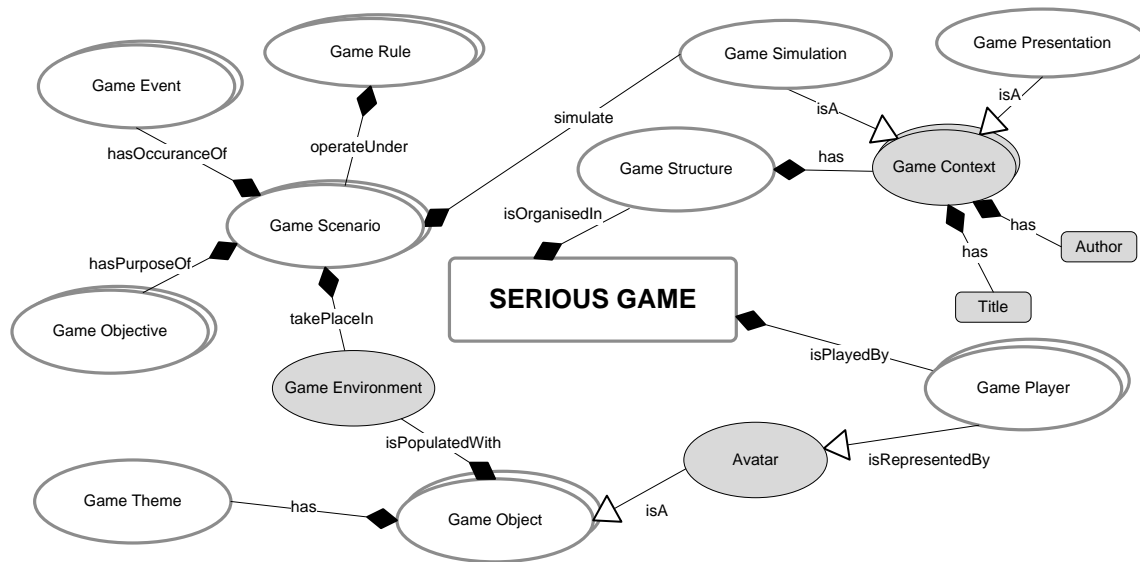 Game Rule
Game Simulation
Game Presentation
Game Event
isA
isA
simulate
hasOccuranceOf
operateUnder
has
Game Structure
Game Context
isOrganisedIn
Game Scenario
has
has
Author
hasPurposeOf
SERIOUS GAME
Title
takePlaceIn
Game Objective
isPlayedBy
Game Environment
Game Player
isPopulatedWith
Avatar
isRepresentedBy
Game Theme
has
Game Object
isA